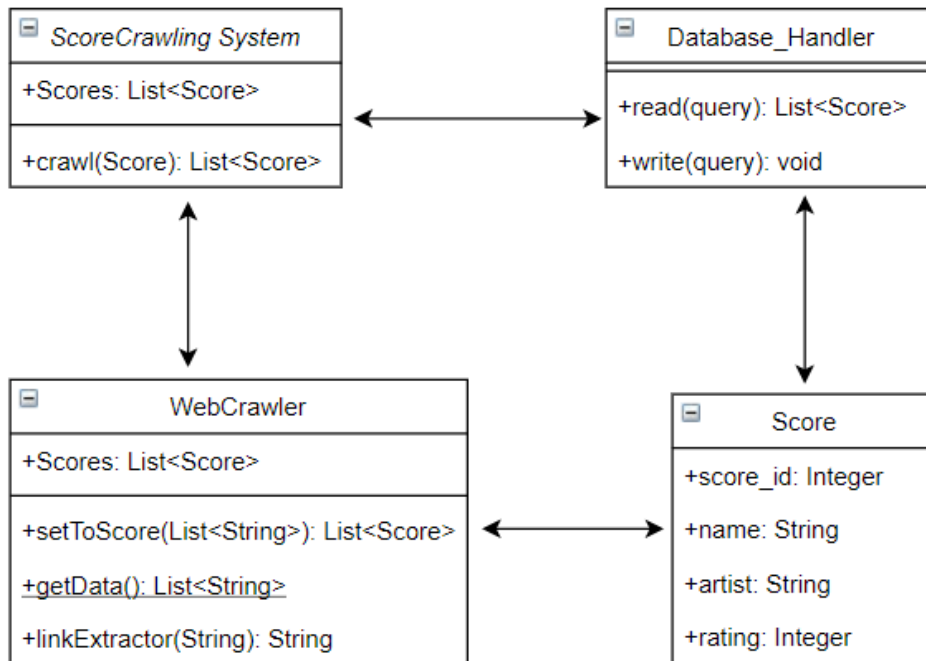 ScoreCrawling System
+Scores: List<Score>
+crawl(Score): List<Score>
Database_Handler
+read(query): List<Score>
+write(query): void
WebCrawler
+Scores: List<Score>
+setToScore(List<String>): List<Score>
+getData(): List<String>
+linkExtractor(String): String
Score
+score_id: Integer
+name: String
+artist: String
+rating: Integer